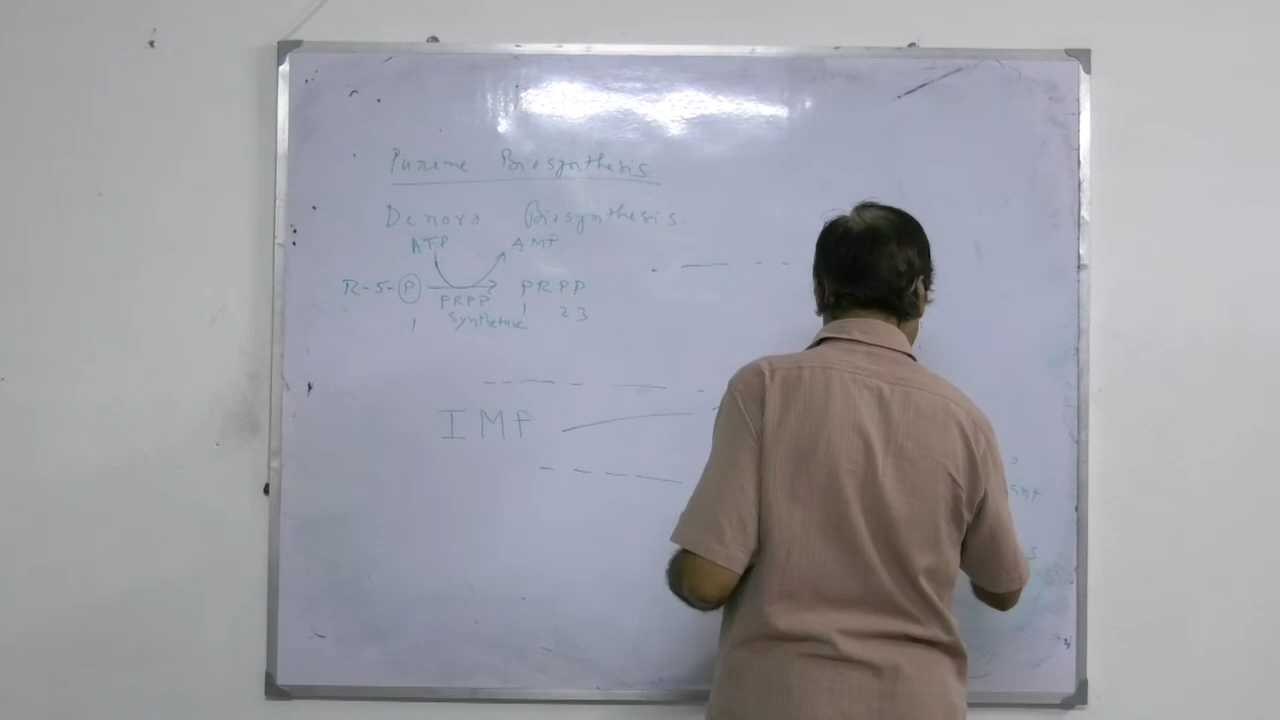 Purine Biosynthesis
Denovo Biosynthesis
ATP AMP
R-5-P PRPP
PRPP 1 2 3
1 Synthetase
IMP